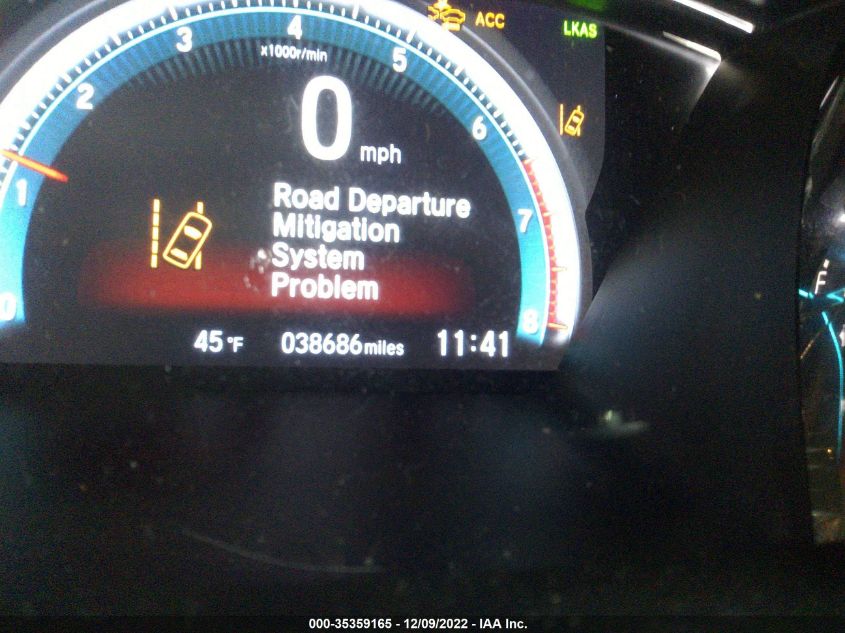 ACC
LKAS
4
3
5
x1000r/min
2
6
0 mph
1
7
Road Departure
Mitigation
System
Problem
0
8
45°F 038686 miles 11:41
F
000-35359165 - 12/09/2022 - IAA Inc.